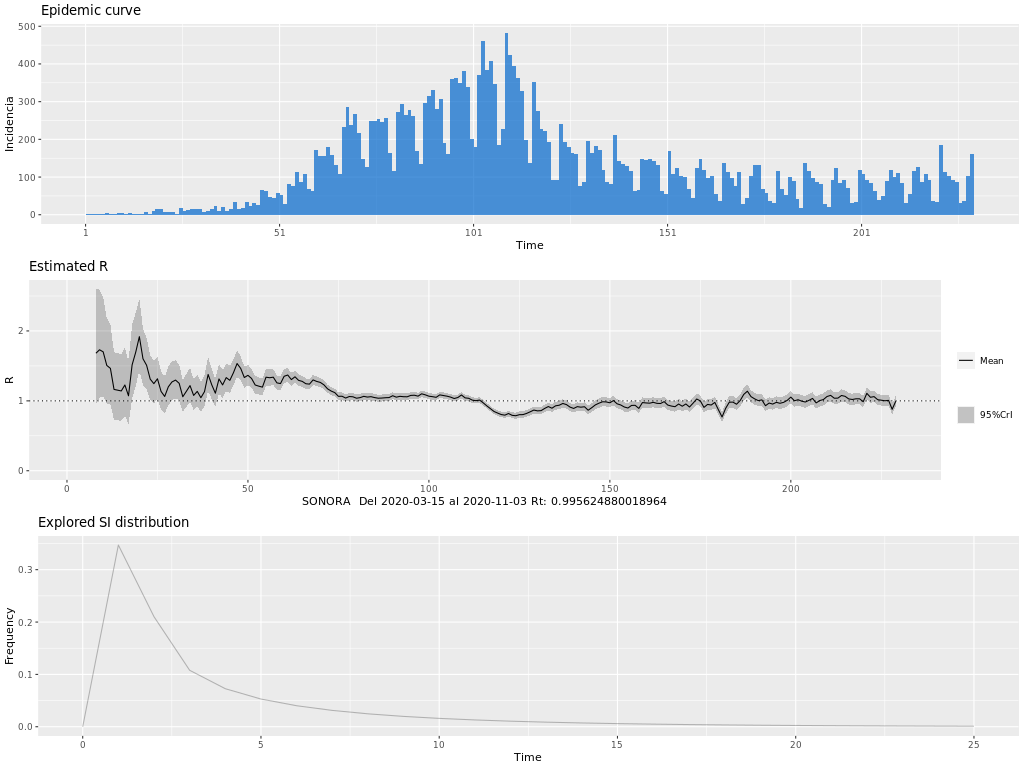 Epidemic curve
500
400
300
200
100
0
Incidencia
1
51
101
151
201
Time
Estimated R
2
1
0
R
0
50
100
150
200
SONORA  Del 2020-03-15 al 2020-11-03 Rt: 0.995624880018964
Mean
95%CrI
Explored SI distribution
0.3
0.2
0.1
0.0
Frequency
0
5
10
15
20
25
Time